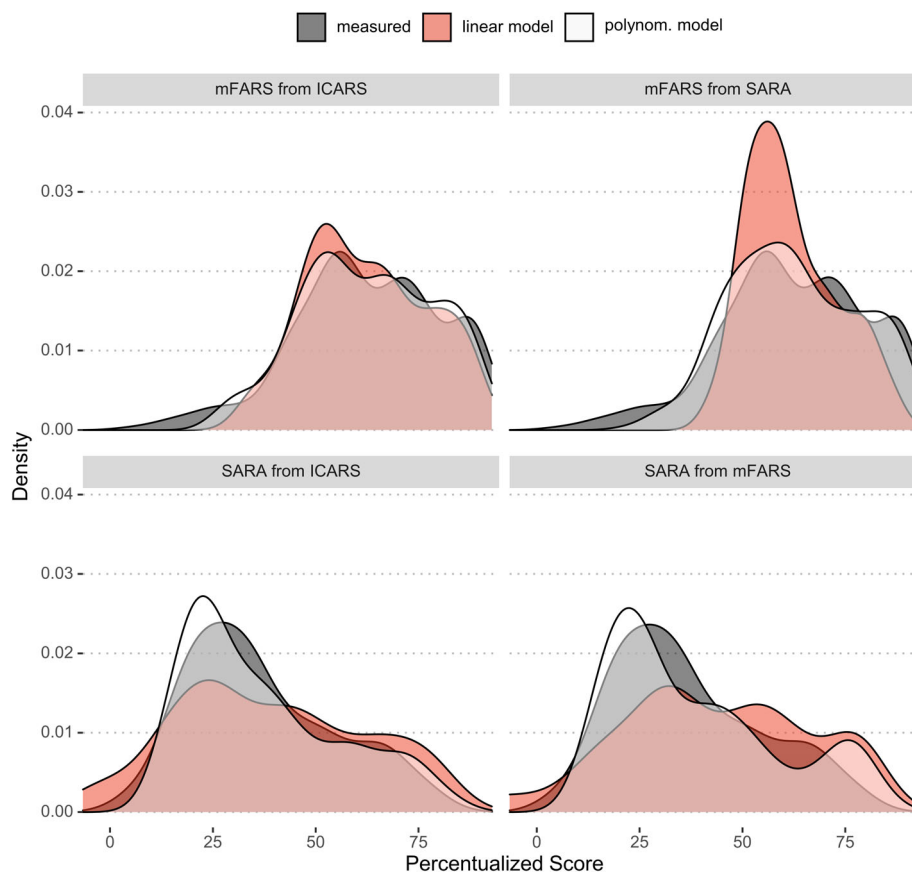 measured linear model polynom. model
mFARS from ICARS mFARS from SARA
0.04
0.03
0.02
0.01
0.00
SARA from ICARS SARA from mFARS
0.04
0.03
0.02
0.01
0.00
0 25 50 75 0 25 50 75
Density
Percentualized Score